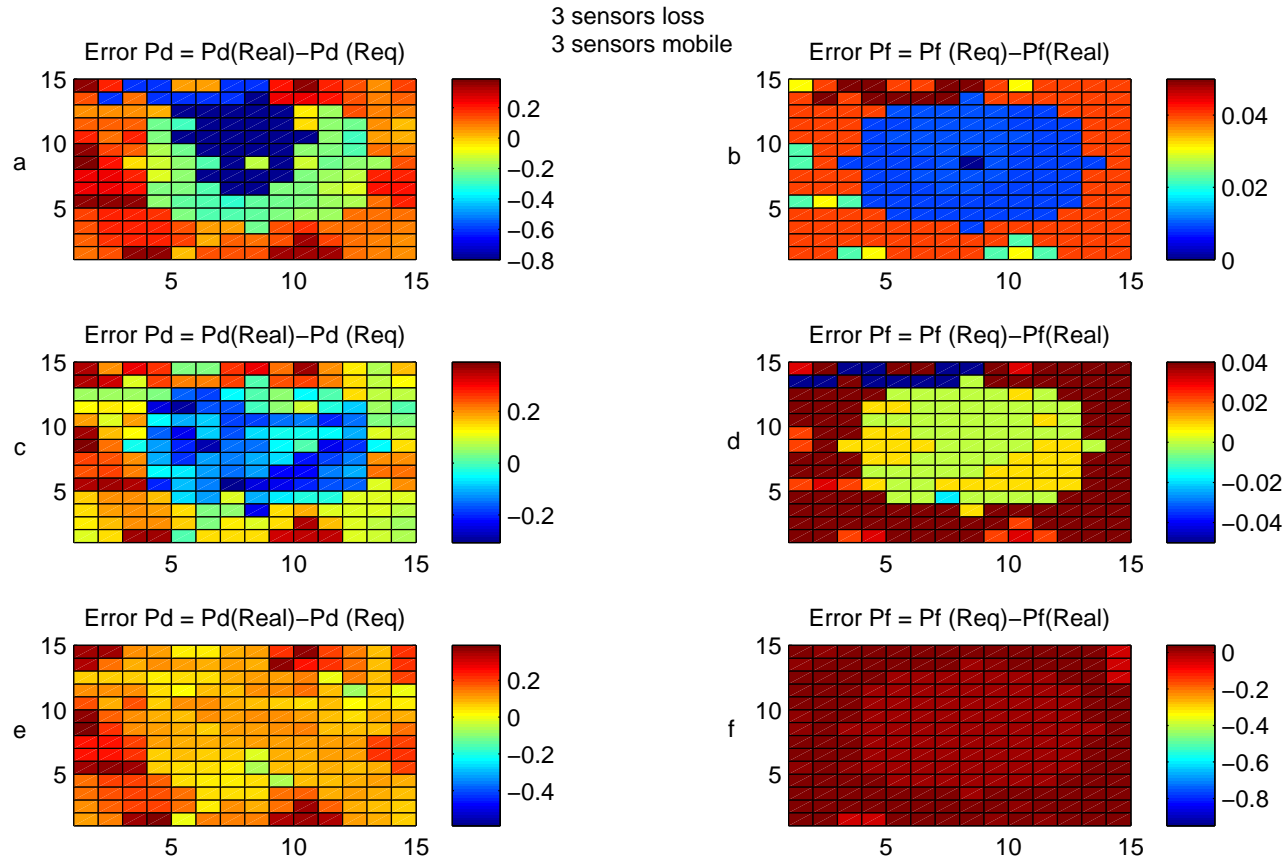 3 sensors loss
3 sensors mobile
Error Pd = Pd(Real)−Pd (Req)
15
10
5
a
5 10 15
0.2
0
−0.2
−0.4
−0.6
−0.8
Error Pf = Pf (Req)−Pf(Real)
15
10
5
b
5 10 15
0.04
0.02
0
Error Pd = Pd(Real)−Pd (Req)
15
10
5
c
5 10 15
0.2
0
−0.2
Error Pf = Pf (Req)−Pf(Real)
15
10
5
d
5 10 15
0.04
0.02
0
−0.02
−0.04
Error Pd = Pd(Real)−Pd (Req)
15
10
5
e
5 10 15
0.2
0
−0.2
−0.4
Error Pf = Pf (Req)−Pf(Real)
15
10
5
f
5 10 15
0
−0.2
−0.4
−0.6
−0.8